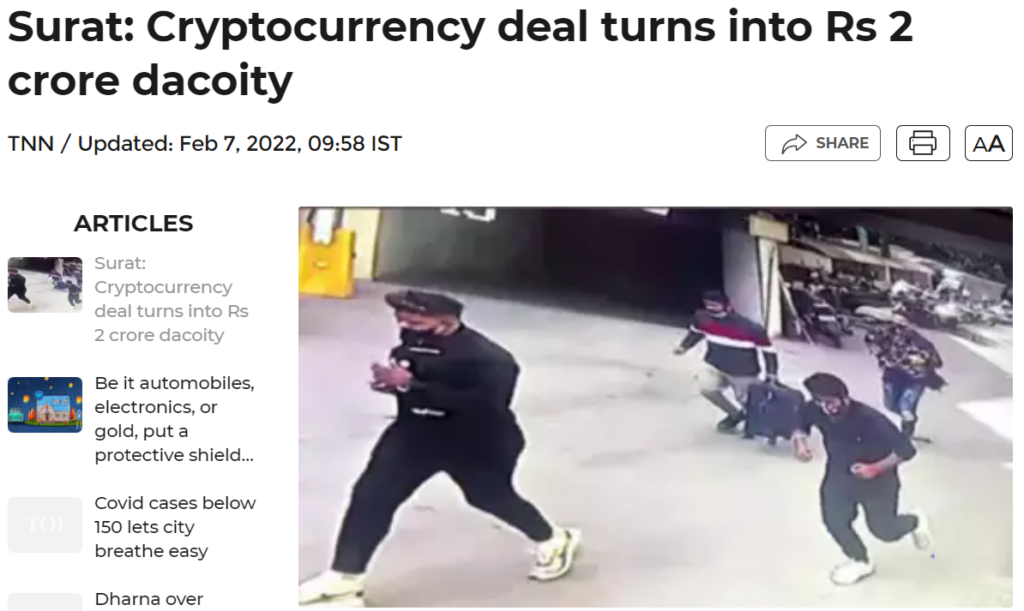 Surat: Cryptocurrency deal turns into Rs 2
crore dacoity
TNN / Updated: Feb 7, 2022, 09:58 IST
SHARE
AA
ARTICLES
Surat:
Cryptocurrency
deal turns into Rs
2 crore dacoity
Be it automobiles,
electronics, or
gold, put a
protective shield...
Covid cases below
150 lets city
breathe easy
TOI
Dharna over